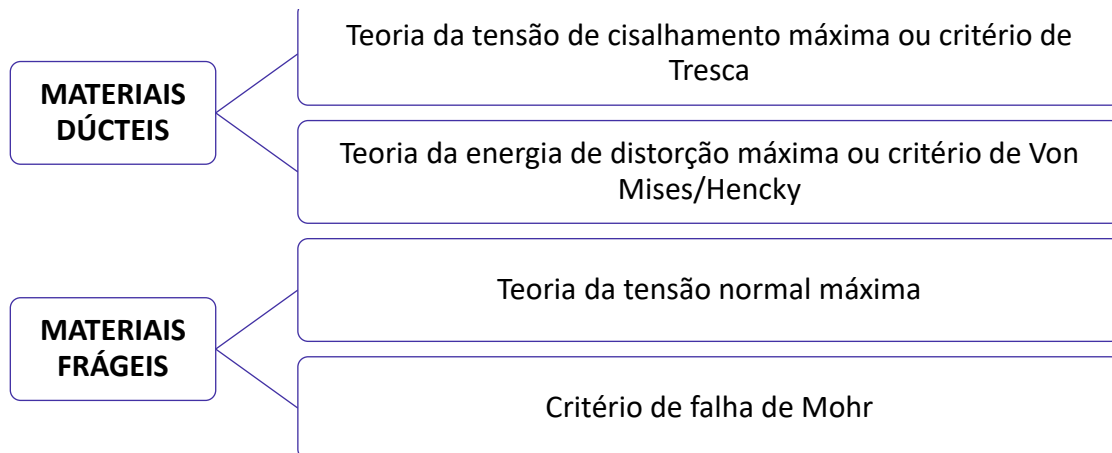 MATERIAIS
DÚCTEIS
Teoria da tensão de cisalhamento máxima ou critério de
Tresca
Teoria da energia de distorção máxima ou critério de Von
Mises/Hencky
MATERIAIS
FRÁGEIS
Teoria da tensão normal máxima
Critério de falha de Mohr